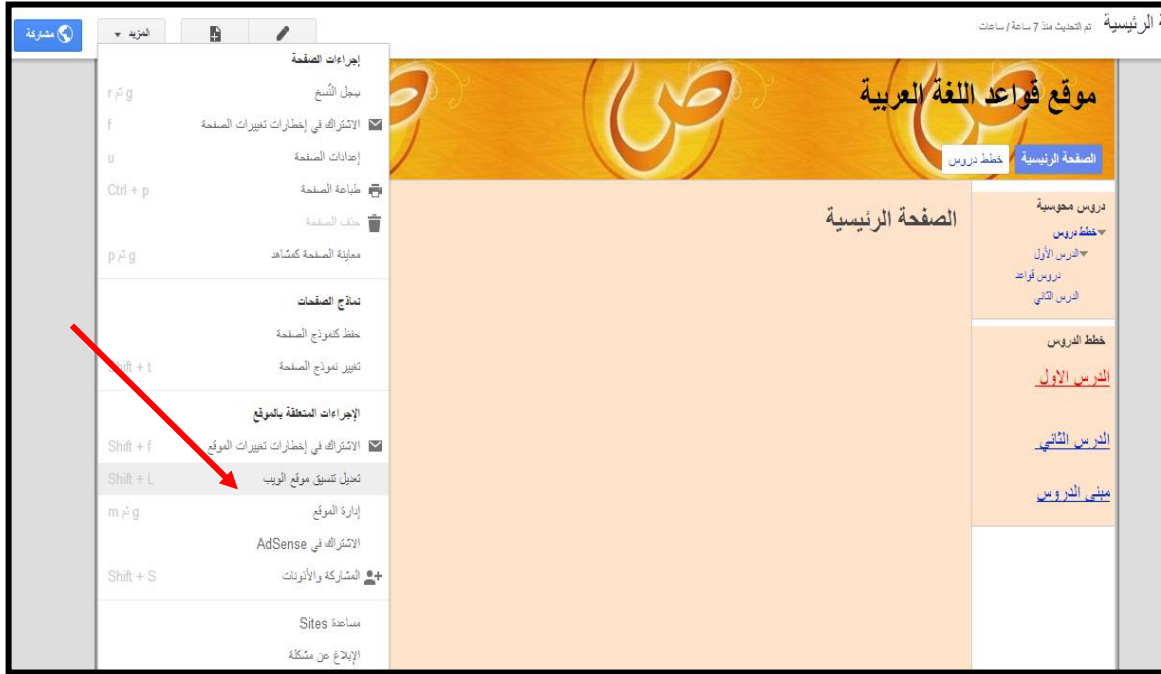 ة الرئيسية تم التحديث منذ 7 ساعة / ساعات
المزيد
مشاركة
موقع قواعد اللغة العربية
الصفحة الرئيسية
خطط دروس
دروس محوسبة
خطط دروس
الدرس الأول
دروس قواعد
الدرس الثاني
خطط الدروس
الدرس الاول
الدرس الثاني
مبنى الدروس
الصفحة الرئيسية
إجراءات الصفحة
سجل النُسخ g ثم r
الاشتراك في إخطارات تغييرات الصفحة f
إعدادات الصفحة u
طباعة الصفحة Ctrl + p
حذف الصفحة
معاينة الصفحة كمشاهد g ثم p
نماذج الصفحات
حفظ كنموذج الصفحة
تغيير نموذج الصفحة Shift + t
الإجراءات المتعلقة بالموقع
الاشتراك في إخطارات تغييرات الموقع Shift + f
تعديل تنسيق موقع الويب Shift + L
إدارة الموقع g ثم m
الاشتراك في AdSense
المشاركة والأذونات Shift + S
مساعدة Sites
الإبلاغ عن مشكلة
ص
ص
ص